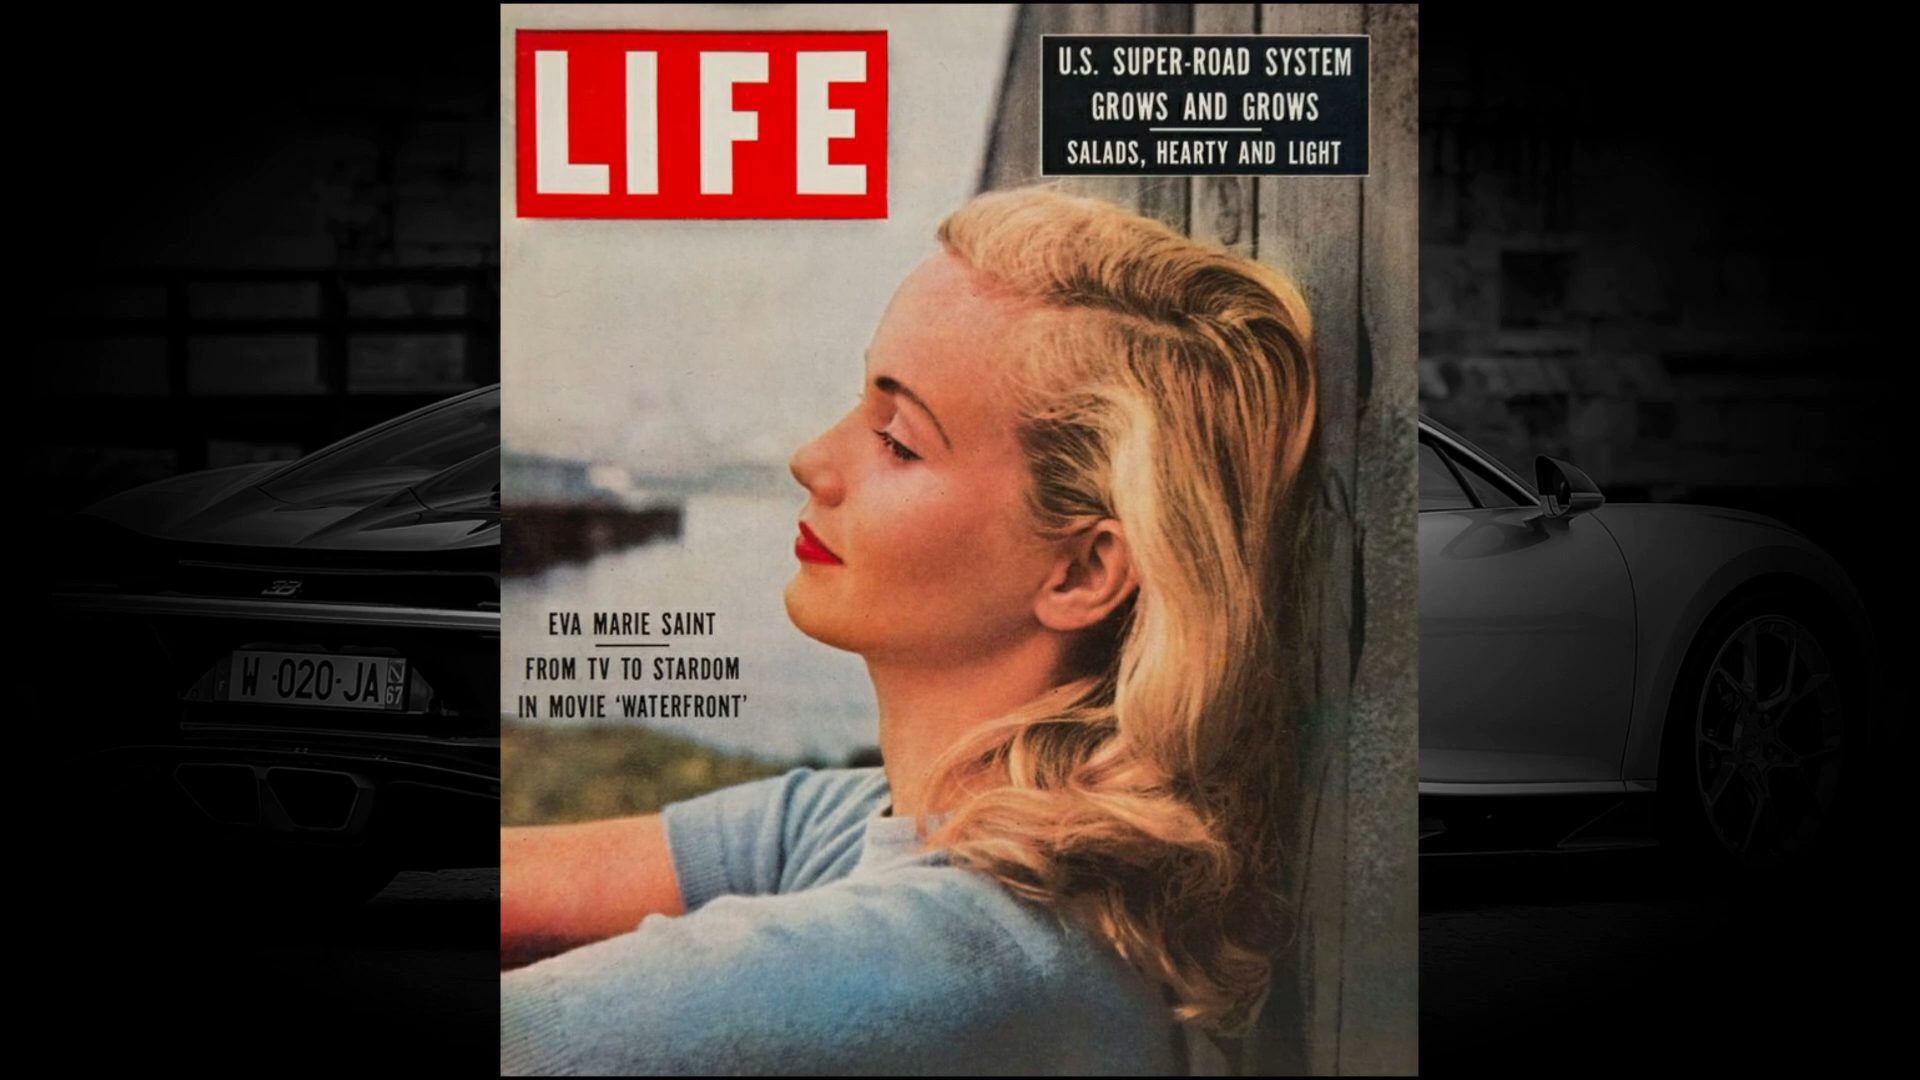 LIFE
U.S. SUPER-ROAD SYSTEM
GROWS AND GROWS
SALADS, HEARTY AND LIGHT
EVA MARIE SAINT
FROM TV TO STARDOM
IN MOVIE ‘WATERFRONT’
W-020-JA
67